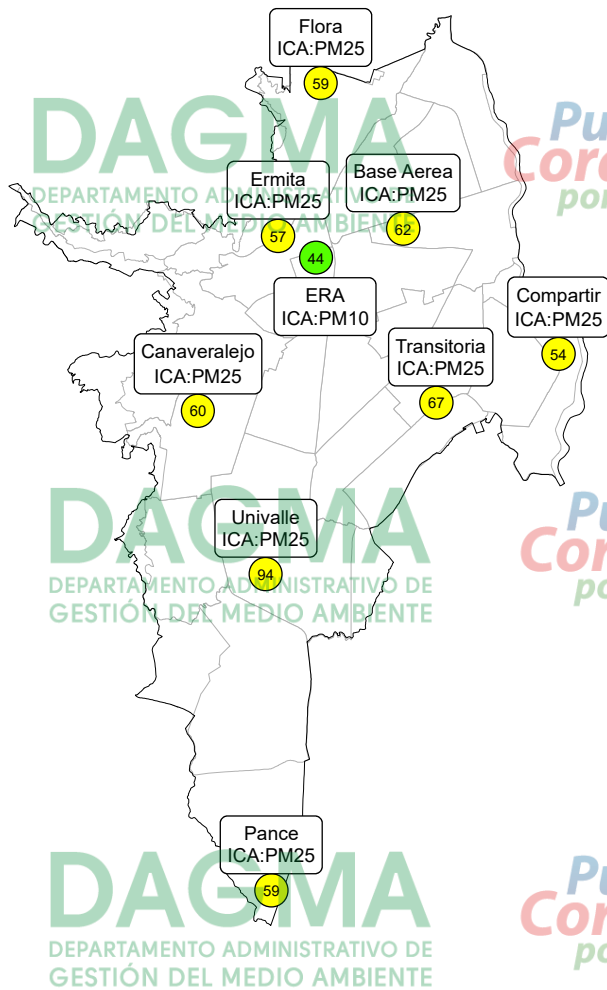 Flora
ICA:PM25
59
DAGMA
DEPARTAMENTO ADMINISTRATIVO DE
GESTIÓN DEL MEDIO AMBIENTE
Ermita
ICA:PM25
57
Base Aerea
ICA:PM25
62
44
ERA
ICA:PM10
Compartir
ICA:PM25
54
Canaveralejo
ICA:PM25
60
Transitoria
ICA:PM25
67
DAGMA
DEPARTAMENTO ADMINISTRATIVO DE
GESTIÓN DEL MEDIO AMBIENTE
Univalle
ICA:PM25
94
Pance
ICA:PM25
59
DAGMA
DEPARTAMENTO ADMINISTRATIVO DE
GESTIÓN DEL MEDIO AMBIENTE